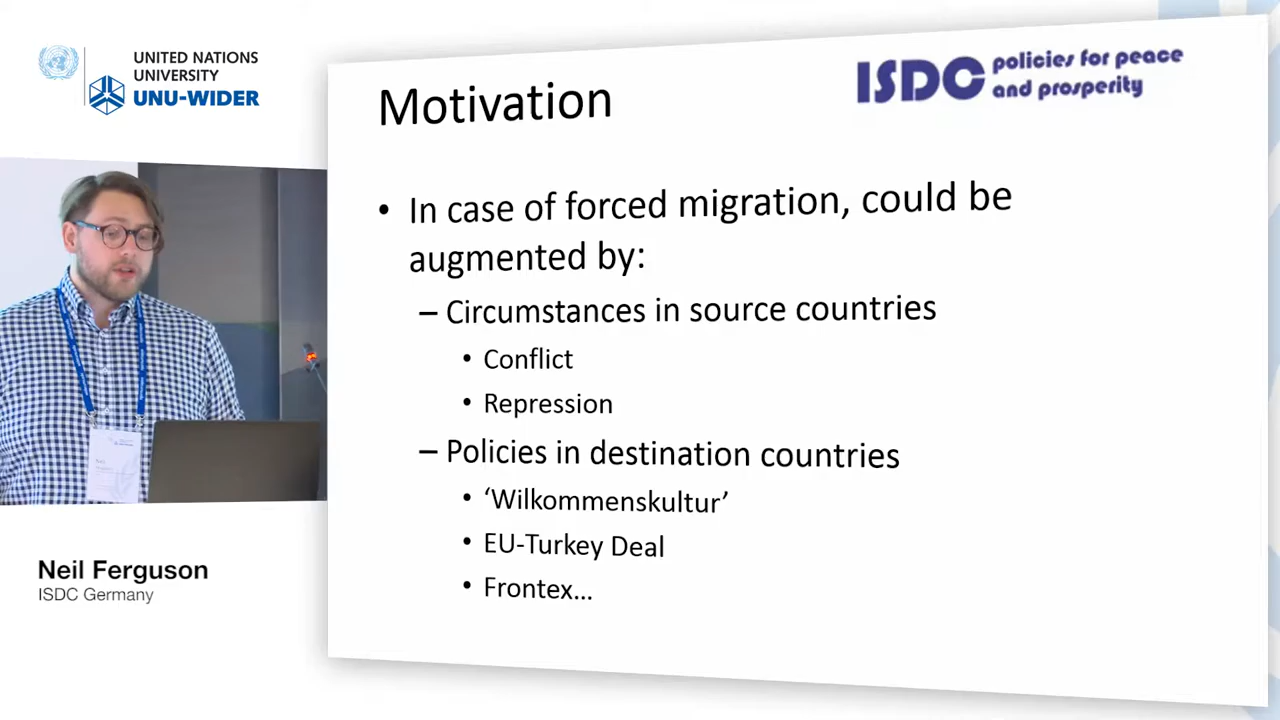 UNITED NATIONS
UNIVERSITY
UNU-WIDER
ISDC policies for peace
and prosperity
Motivation
• In case of forced migration, could be
augmented by:
– Circumstances in source countries
• Conflict
• Repression
– Policies in destination countries
• ‘Wilkommenskultur’
• EU-Turkey Deal
• Frontex...
Neil Ferguson
ISDC Germany